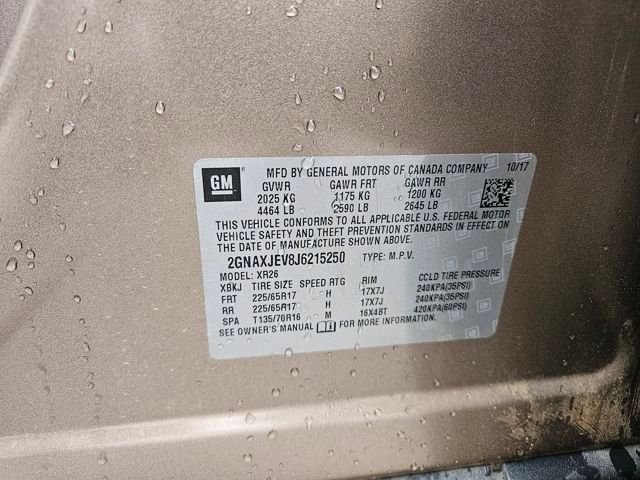 GM
MFD BY GENERAL MOTORS OF CANADA COMPANY 10/17
GVWR GAWR FRT GAWR RR
2025 KG 1175 KG 1200 KG
4464 LB 2590 LB 2645 LB
THIS VEHICLE CONFORMS TO ALL APPLICABLE U.S. FEDERAL MOTOR
VEHICLE SAFETY AND THEFT PREVENTION STANDARDS IN EFFECT ON
THE DATE OF MANUFACTURE SHOWN ABOVE.
2GNAXJEV8J6215250 TYPE: M.P.V.
MODEL: XR26
XBKJ TIRE SIZE SPEED RTG RIM CCLD TIRE PRESSURE
FRT 225/65R17 H 17X7J 240KPA(35PSI)
RR 225/65R17 H 17X7J 240KPA(35PSI)
SPA T135/70R16 M 16X4BT 420KPA(60PSI)
SEE OWNER'S MANUAL FOR MORE INFORMATION.